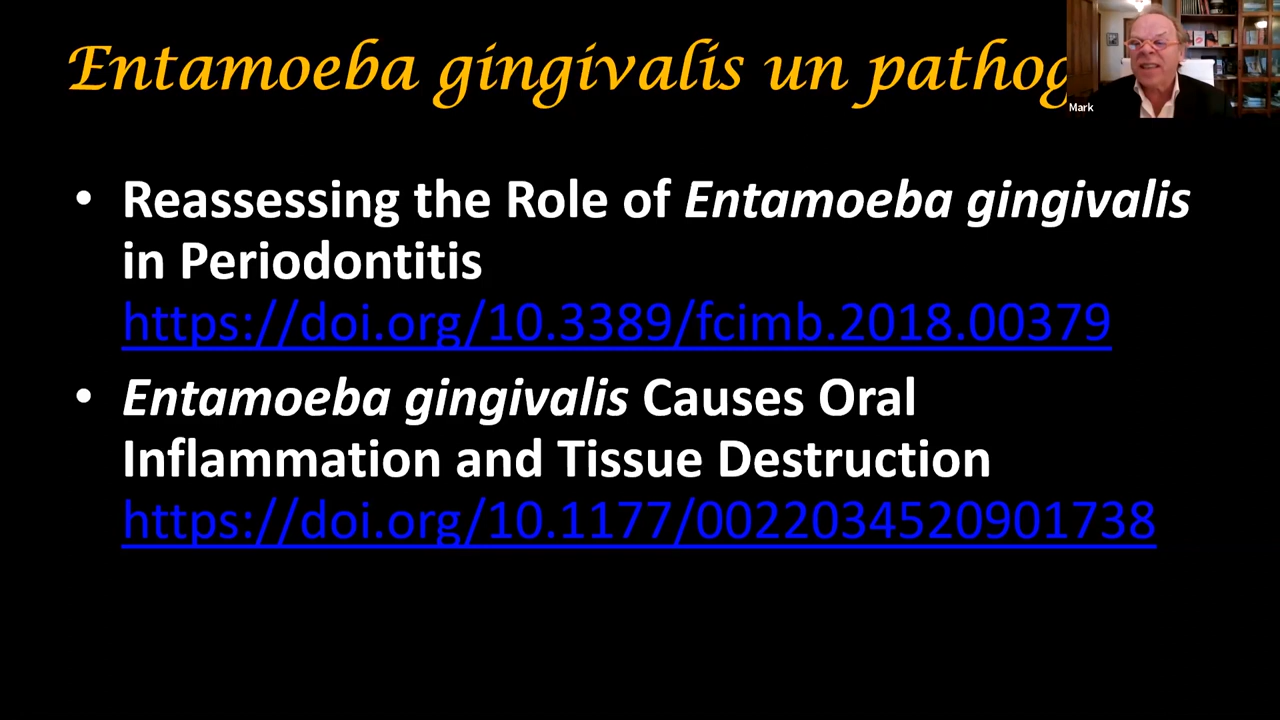 Entamoeba gingivalis un
Mark
• Reassessing the Role of Entamoeba gingivalis
in Periodontitis
https://doi.org/10.3389/fcimb.2018.00379
• Entamoeba gingivalis Causes Oral
Inflammation and Tissue Destruction
https://doi.org/10.1177/0022034520901738